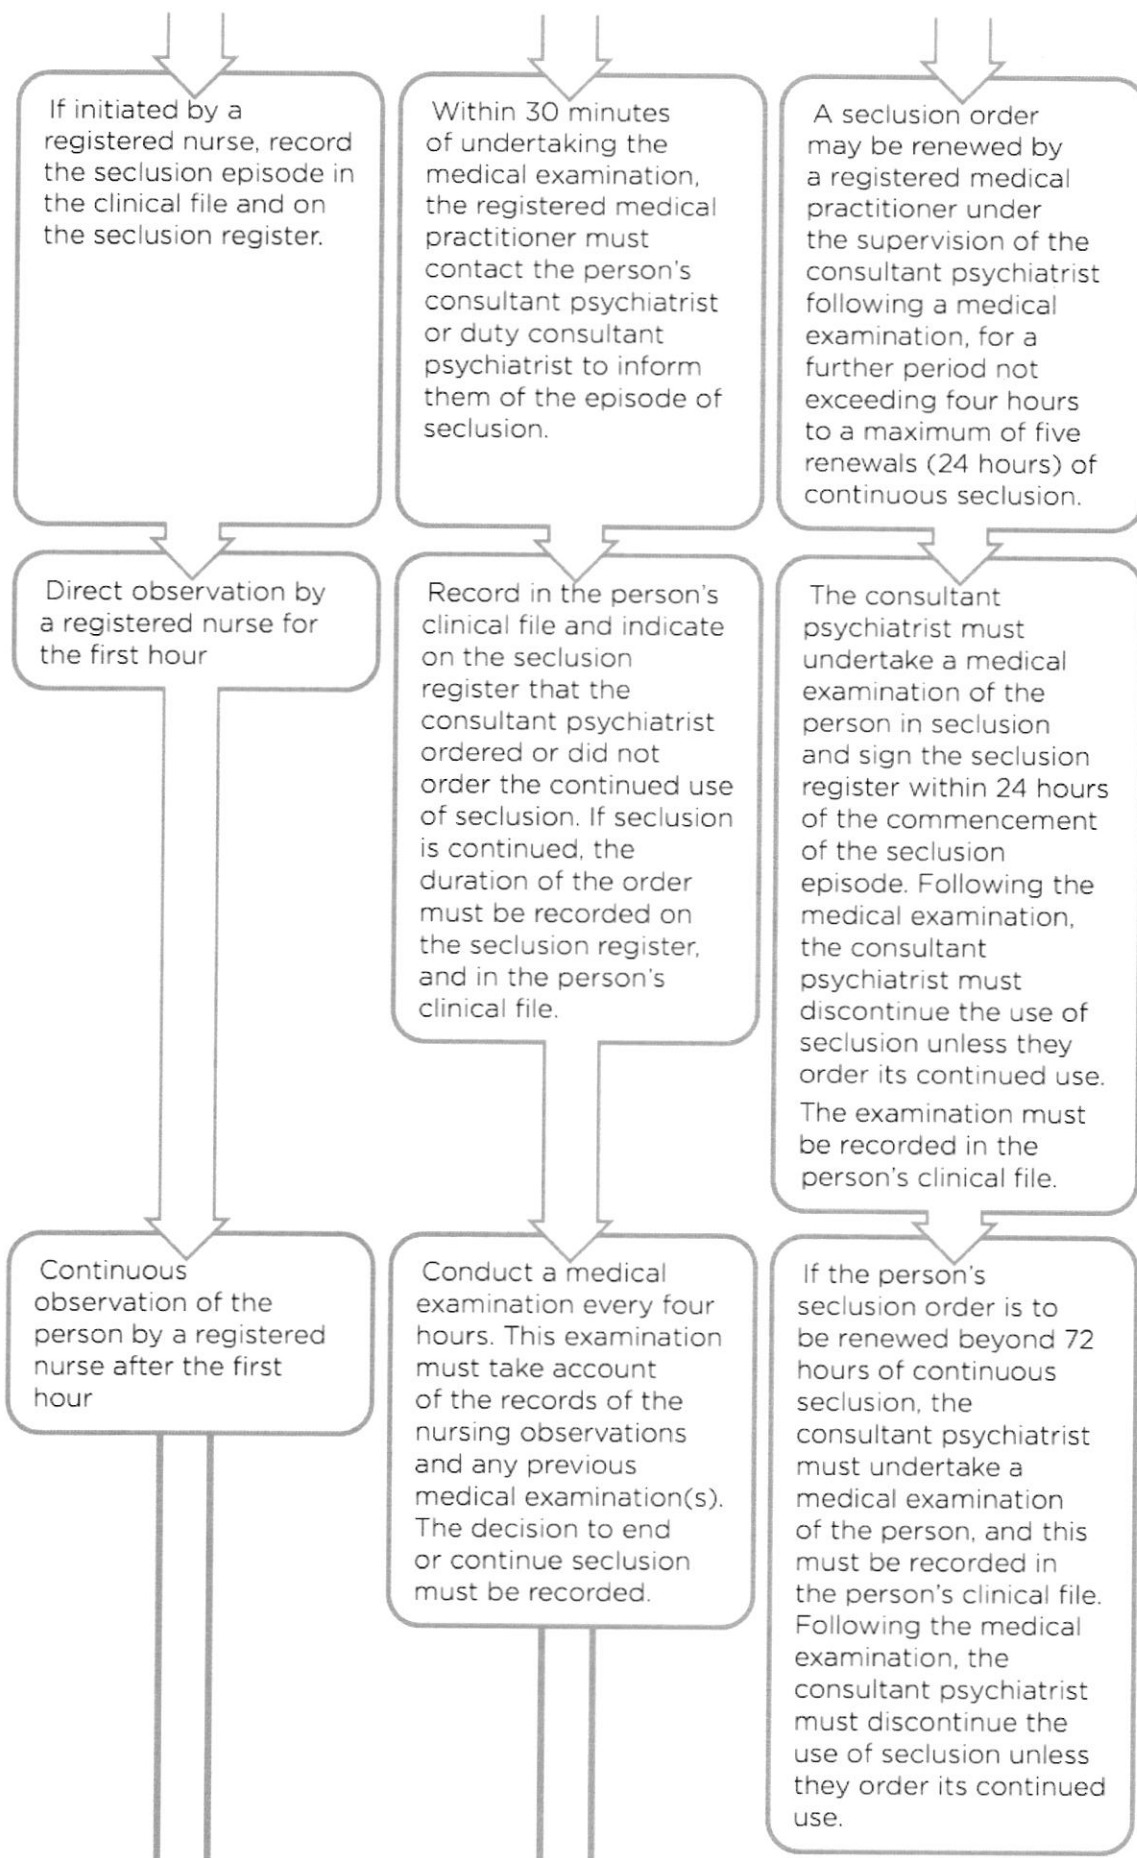 If initiated by a
registered nurse, record
the seclusion episode in
the clinical file and on
the seclusion register.
Direct observation by
a registered nurse for
the first hour
Continuous
observation of the
person by a registered
nurse after the first
hour
Within 30 minutes
of undertaking the
medical examination,
the registered medical
practitioner must
contact the person's
consultant psychiatrist
or duty consultant
psychiatrist to inform
them of the episode of
seclusion.
Record in the person's
clinical file and indicate
on the seclusion
register that the
consultant psychiatrist
ordered or did not
order the continued use
of seclusion. If seclusion
is continued, the
duration of the order
must be recorded on
the seclusion register,
and in the person's
clinical file.
Conduct a medical
examination every four
hours. This examination
must take account
of the records of the
nursing observations
and any previous
medical examination(s).
The decision to end
or continue seclusion
must be recorded.
A seclusion order
may be renewed by
a registered medical
practitioner under
the supervision of the
consultant psychiatrist
following a medical
examination, for a
further period not
exceeding four hours
to a maximum of five
renewals (24 hours) of
continuous seclusion.
The consultant
psychiatrist must
undertake a medical
examination of the
person in seclusion
and sign the seclusion
register within 24 hours
of the commencement
of the seclusion
episode. Following the
medical examination,
the consultant
psychiatrist must
discontinue the use of
seclusion unless they
order its continued use.
The examination must
be recorded in the
person's clinical file.
If the person's
seclusion order is to
be renewed beyond 72
hours of continuous
seclusion, the
consultant psychiatrist
must undertake a
medical examination
of the person, and this
must be recorded in
the person's clinical file.
Following the medical
examination, the
consultant psychiatrist
must discontinue the
use of seclusion unless
they order its continued
use.